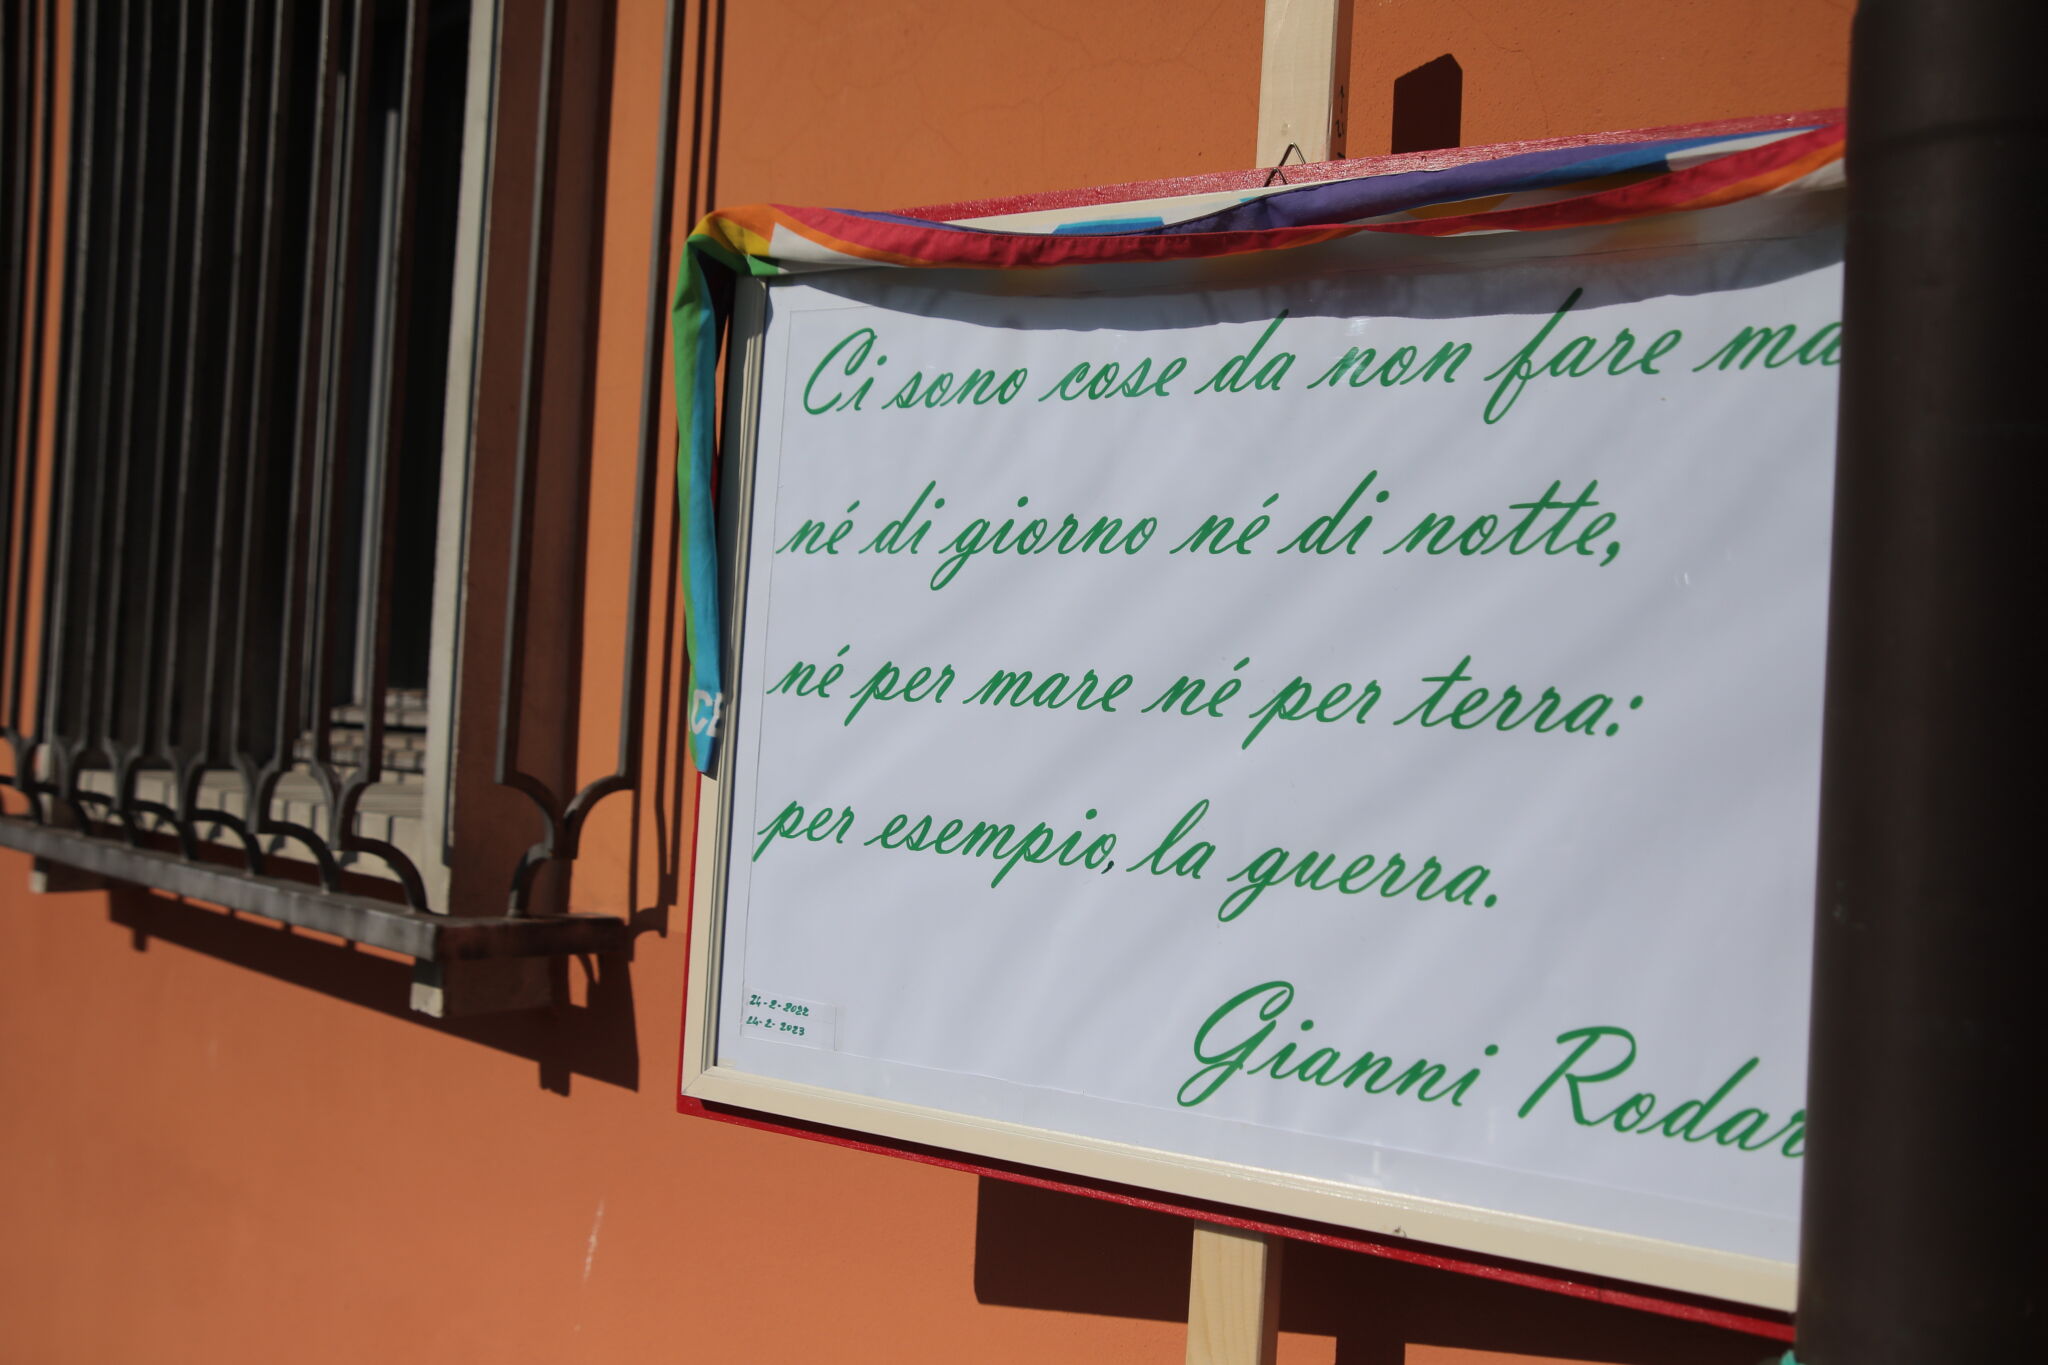 Ci sono cose da non fare ma
né di giorno né di notte,
né per mare né per terra:
per esempio, la guerra.
Gianni Rodar
24-2-2022
24-2-2023